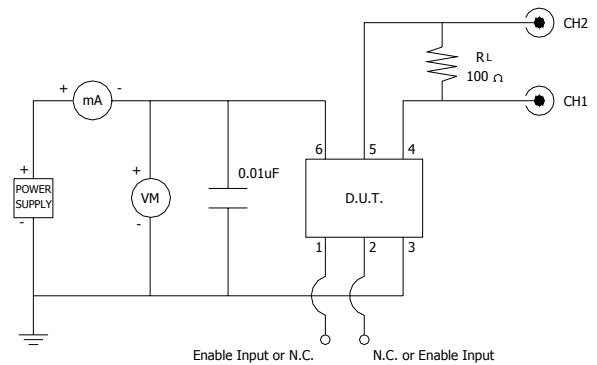 CH2
RL
100 Ω
CH1
+
mA
-
6
5
4
+
POWER
SUPPLY
-
+
VM
-
0.01uF
D.U.T.
1
2
3
Enable Input or N.C.
N.C. or Enable Input